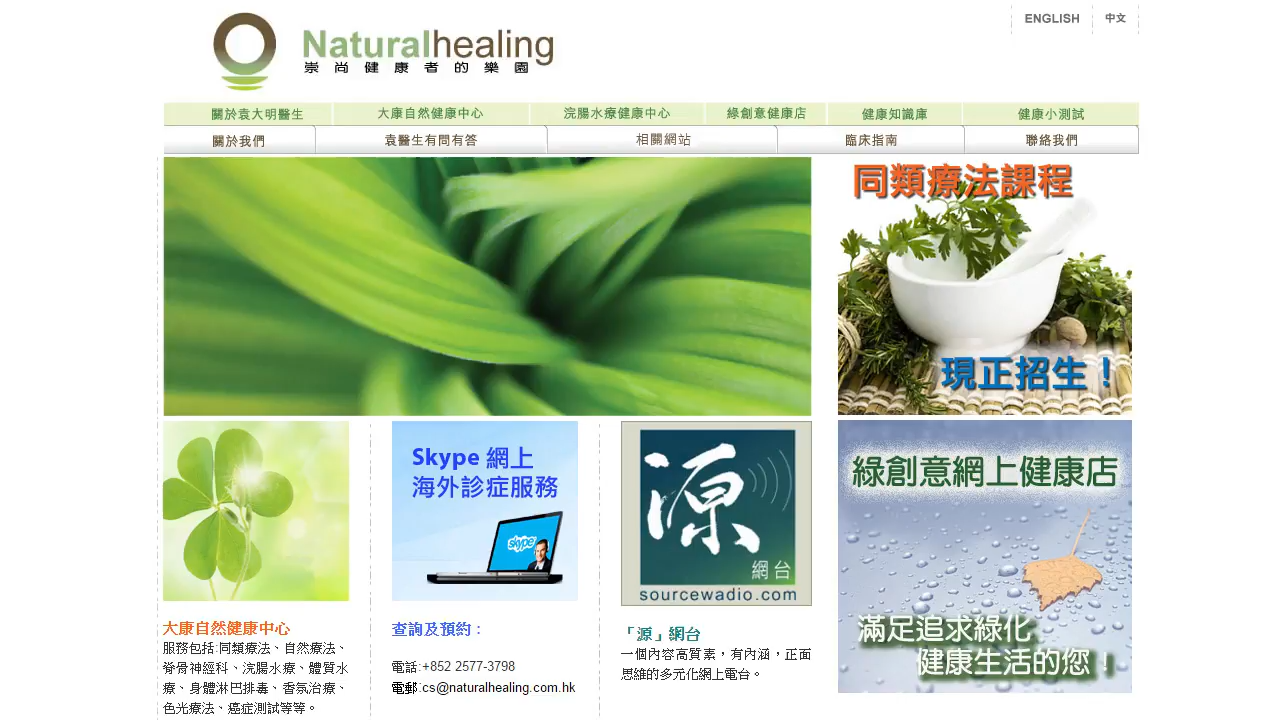 ENGLISH 中文
Naturalhealing
崇尚健康者的樂園
關於袁大明醫生 大康自然健康中心 浣腸水療健康中心 綠創意健康店 健康知識庫 健康小測試
關於我們 袁醫生有問有答 相關網站 臨床指南 聯絡我們
同類療法課程
現正招生！
Skype 網上
海外診症服務
skype
源
網台
sourcewadio.com
綠創意網上健康店
滿足追求綠化
健康生活的您！
大康自然健康中心
服務包括:同類療法、自然療法、
脊骨神經科、浣腸水療、體質水
療、身體淋巴排毒、香氛治療、
色光療法、癌症測試等等。
查詢及預約：
電話:+852 2577-3798
電郵:cs@naturalhealing.com.hk
「源」網台
一個內容高質素，有內涵，正面
思維的多元化網上電台。